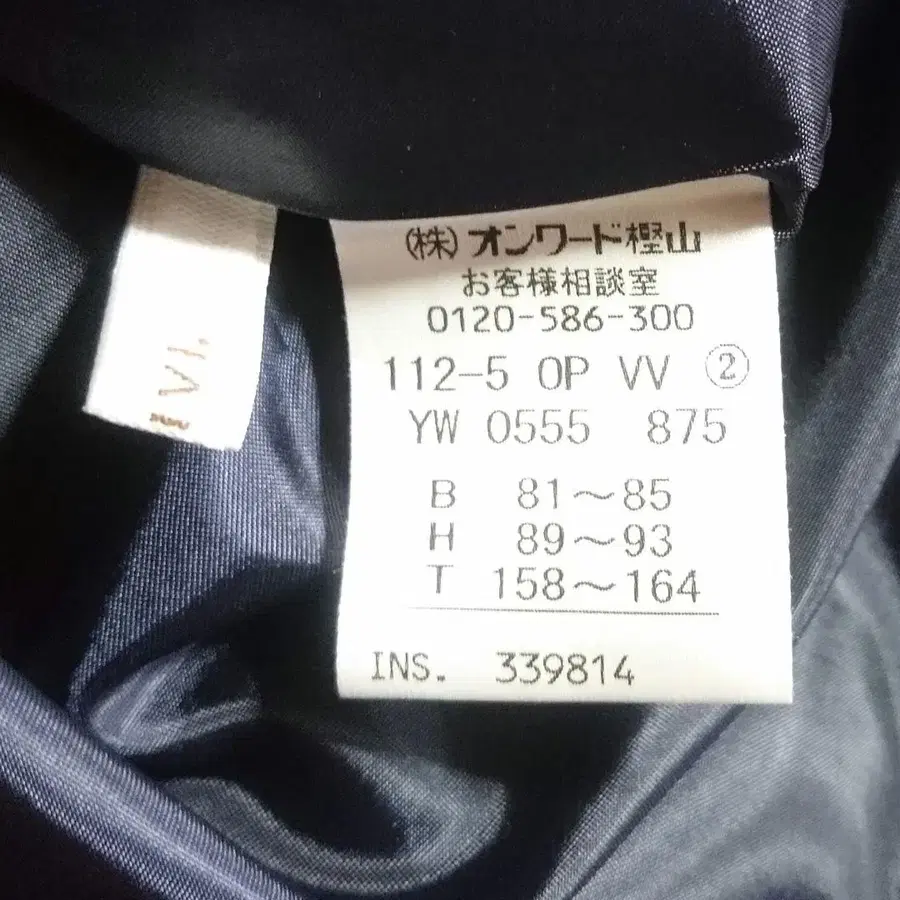 (株)オンワード樫山
お客様相談室
0120-586-300
112-5 OP VV ②
YW 0555 875
B 81～85
H 89～93
T 158～164
INS. 339814